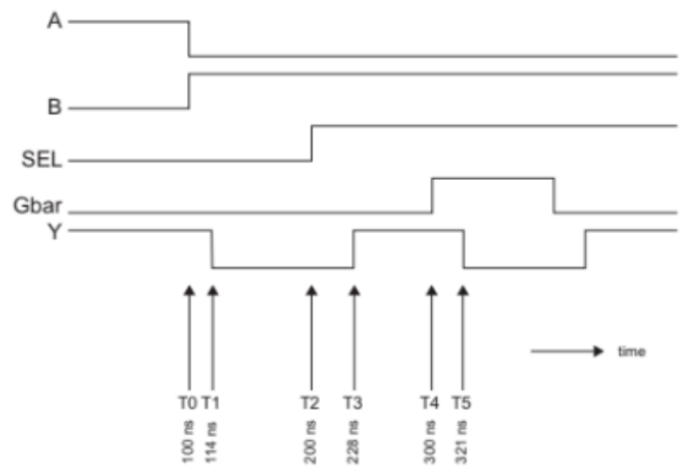 A
B
SEL
Gbar
Y
time
T0 T1 T2 T3 T4 T5
100 ns 114 ns 200 ns 228 ns 300 ns 321 ns